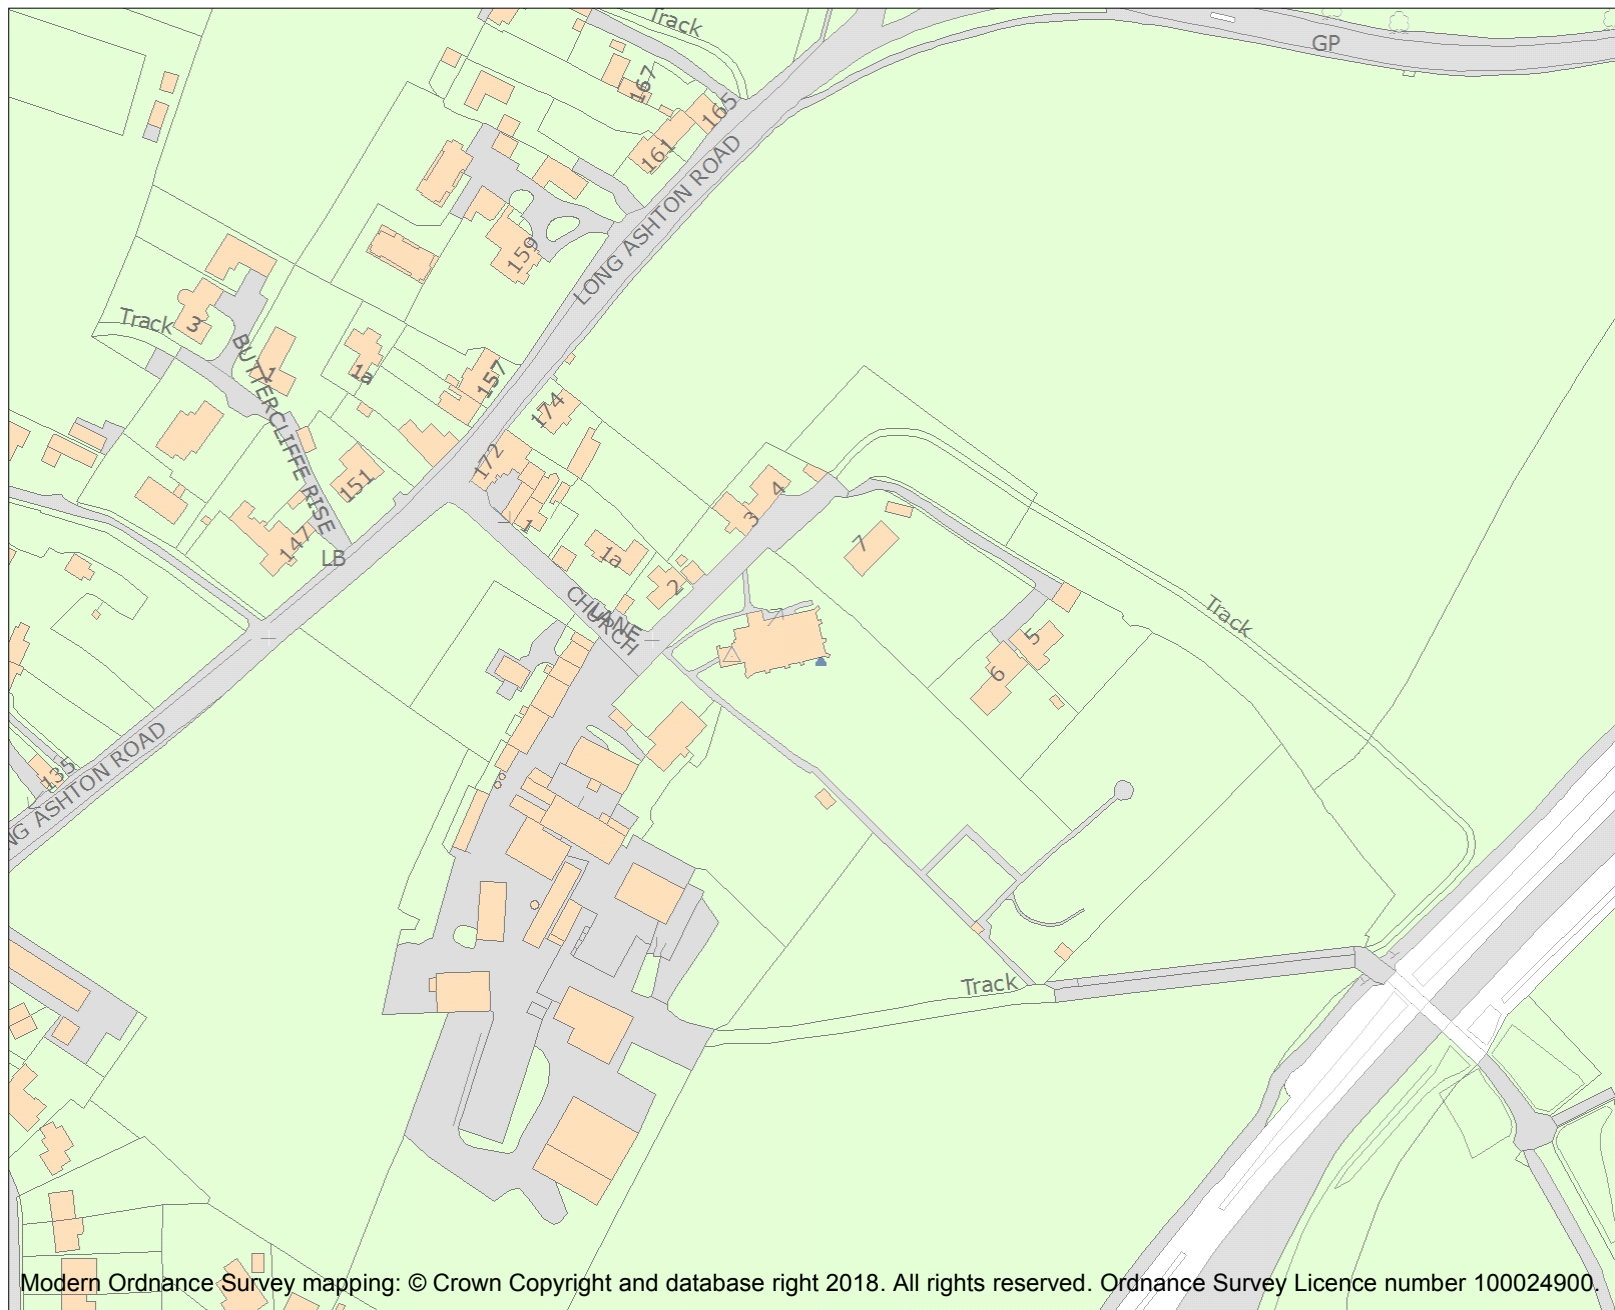 Track
GP
167
165
161
LONG ASHTON ROAD
159
Track
3
BUTTERCLIFFE RISE
1
1a
157
174
172
151
147
LB
1
1a
4
3
2
7
CHURCH
LANE
Track
5
6
135
NG ASHTON ROAD
Track
Modern Ordnance Survey mapping: © Crown Copyright and database right 2018. All rights reserved. Ordnance Survey Licence number 100024900.